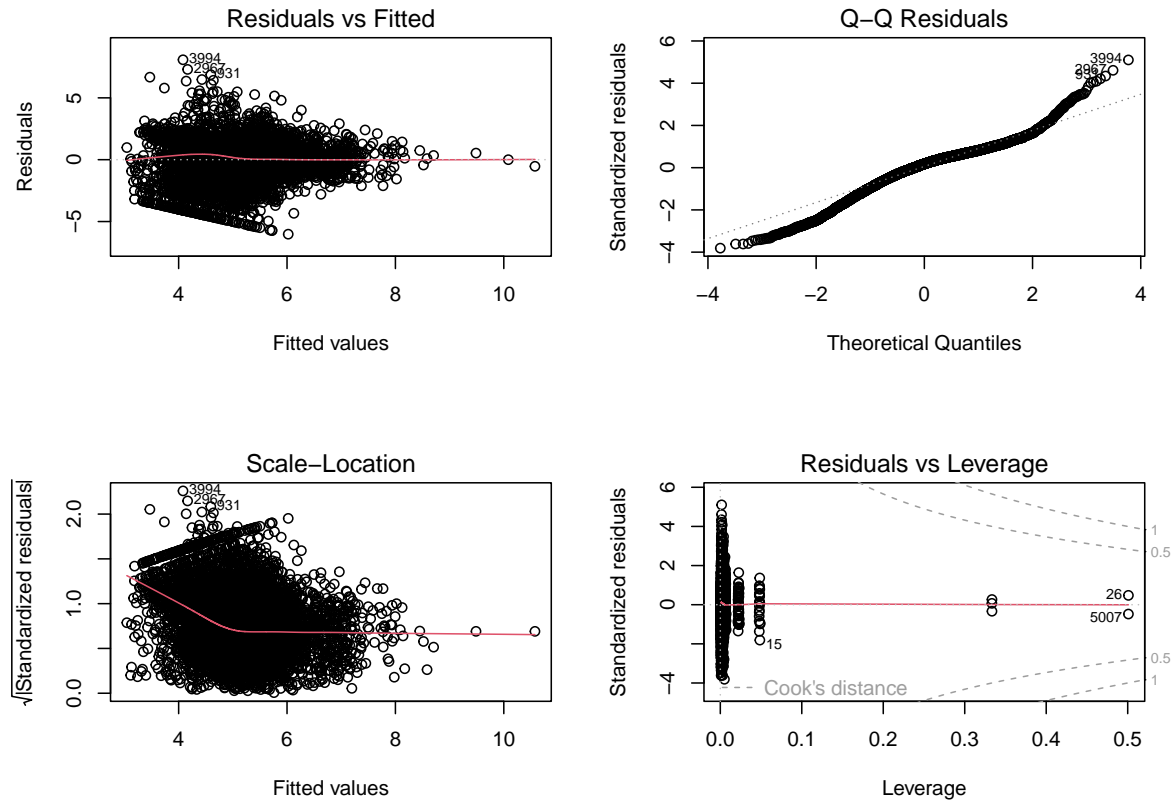 Residuals vs Fitted
Residuals
5
0
−5
3994
2967
931
4 6 8 10
Fitted values
Q−Q Residuals
Standardized residuals
6
4
2
0
−2
−4
3994
2967
931
−4 −2 0 2 4
Theoretical Quantiles
Scale−Location
√|Standardized residuals|
2.0
1.0
0.0
3994
2967
931
4 6 8 10
Fitted values
Residuals vs Leverage
Standardized residuals
6
4
2
0
−4
1
0.5
0.5
1
26
5007
15
Cook's distance
0.0 0.1 0.2 0.3 0.4 0.5
Leverage